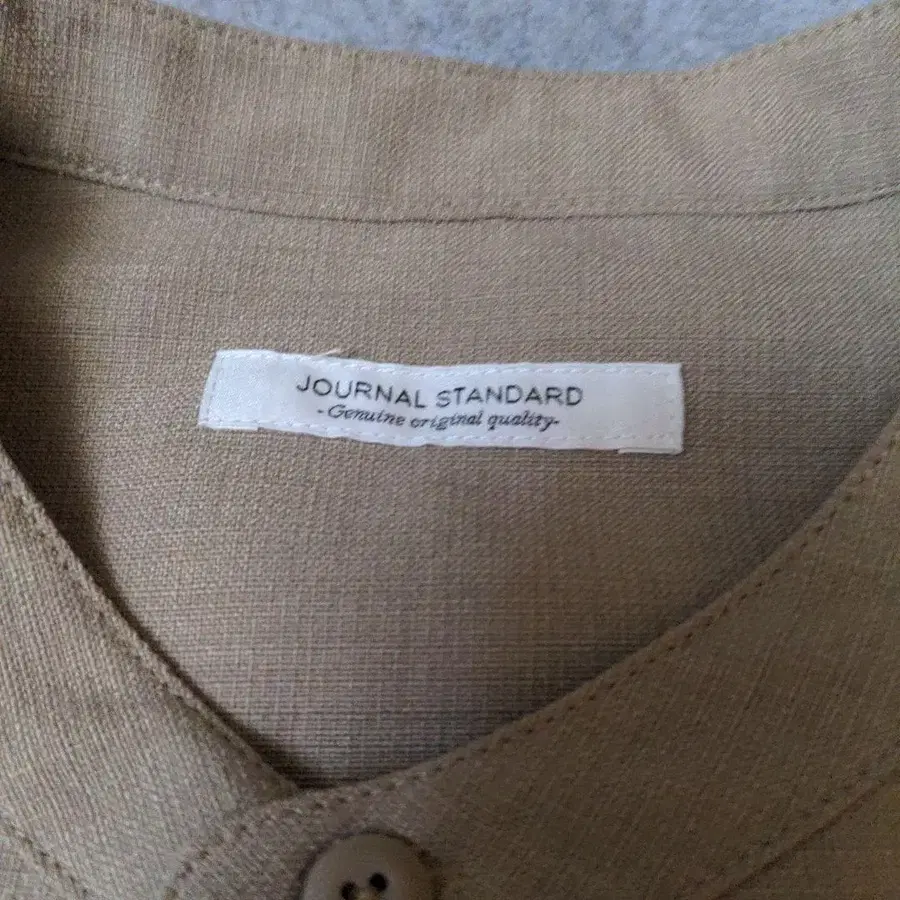 JOURNAL STANDARD
-Genuine original quality-